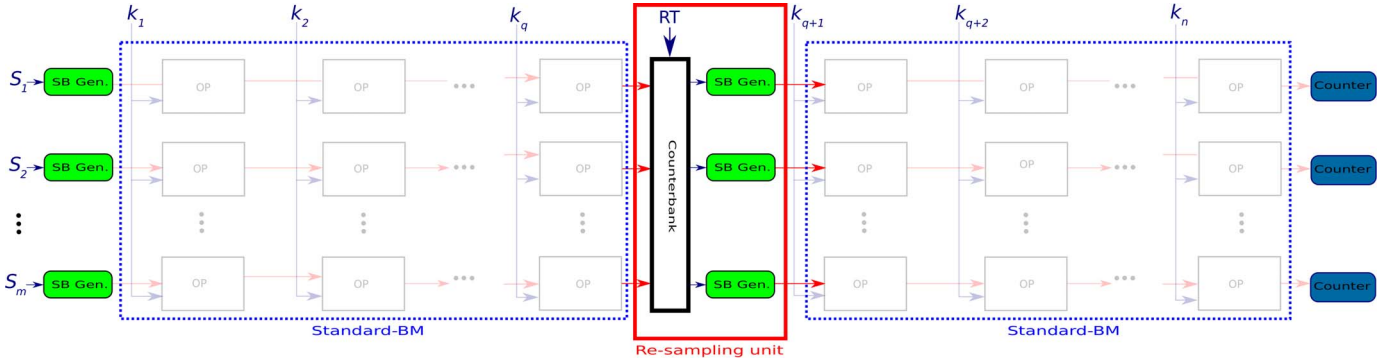 k1 k2 kq RT kq+1 kq+2 kn
S1 SB Gen. OP OP ••• OP SB Gen. OP OP ••• OP Counter
S2 SB Gen. OP OP ••• OP Counterbank SB Gen. OP OP ••• OP Counter
Sm SB Gen. OP OP ••• OP SB Gen. OP OP ••• OP Counter
Standard-BM Standard-BM
Re-sampling unit